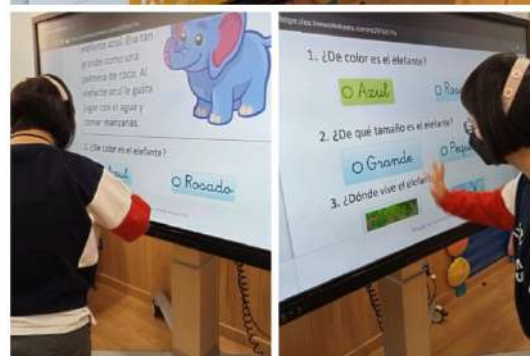 elefante azul. Era tan
grande como una
palmera de coco. Al
elefante azul le gusta
jugar con el agua y
comer manzanas.
1. ¿De color es el elefante?
Azul
Rosado
1. ¿De color es el elefante?
Azul
2. ¿De qué tamaño es el elefante?
Grande
3. ¿Dónde vive el